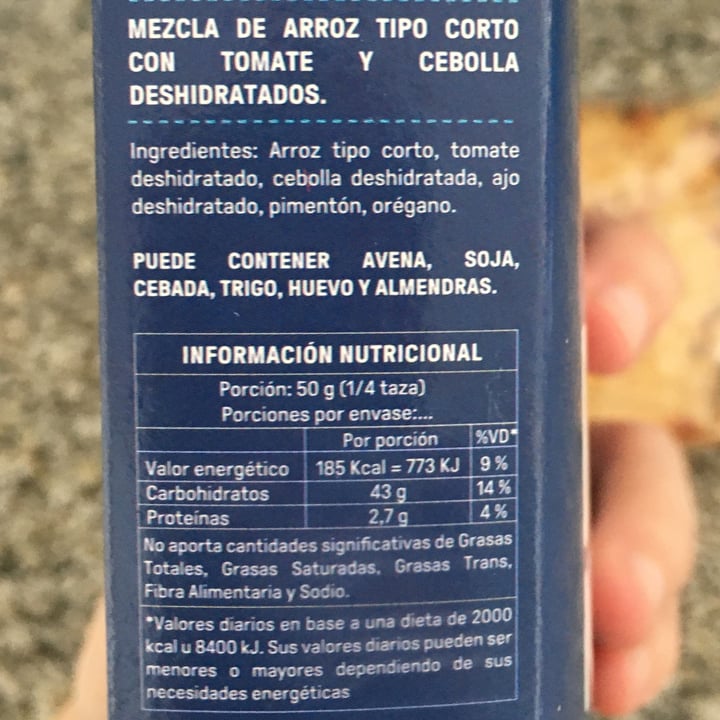 MEZCLA DE ARROZ TIPO CORTO
CON TOMATE Y CEBOLLA
DESHIDRATADOS.
Ingredientes: Arroz tipo corto, tomate
deshidratado, cebolla deshidratada, ajo
deshidratado, pimentón, orégano.
PUEDE CONTENER AVENA, SOJA,
CEBADA, TRIGO, HUEVO Y ALMENDRAS.
INFORMACIÓN NUTRICIONAL
Porción: 50 g (1/4 taza)
Porciones por envase:...
Por porción %VD*
Valor energético 185 Kcal = 773 KJ 9 %
Carbohidratos 43 g 14 %
Proteínas 2,7 g 4 %
No aporta cantidades significativas de Grasas
Totales, Grasas Saturadas, Grasas Trans,
Fibra Alimentaria y Sodio.
*Valores diarios en base a una dieta de 2000
kcal u 8400 kJ. Sus valores diarios pueden ser
menores o mayores dependiendo de sus
necesidades energéticas